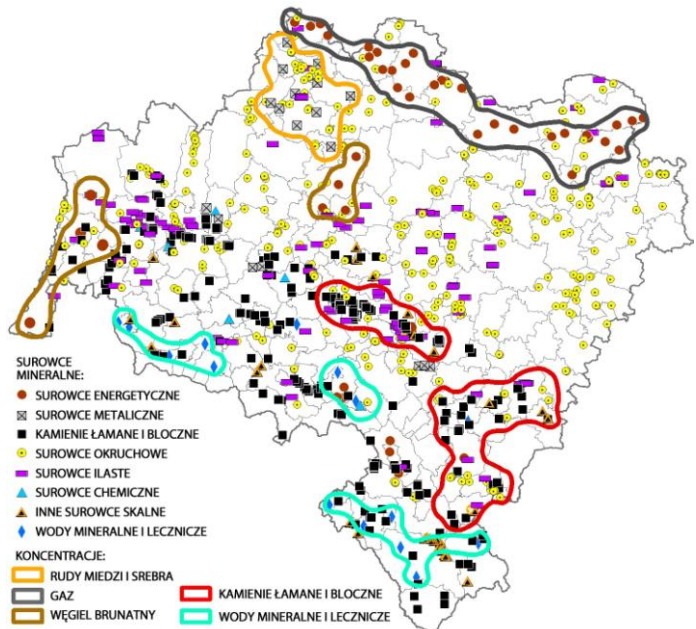 SUROWCE
MINERALNE:
SUROWCE ENERGETYCZNE
SUROWCE METALICZNE
KAMIENIE ŁAMANE I BLOCZNE
SUROWCE OKRUCHOWE
SUROWCE ILASTE
SUROWCE CHEMICZNE
INNE SUROWCE SKALNE
WODY MINERALNE I LECZNICZE
KONCENTRACJE:
RUDY MIEDZI I SREBRA
GAZ
WĘGIEL BRUNATNY
KAMIENIE ŁAMANE I BLOCZNE
WODY MINERALNE I LECZNICZE